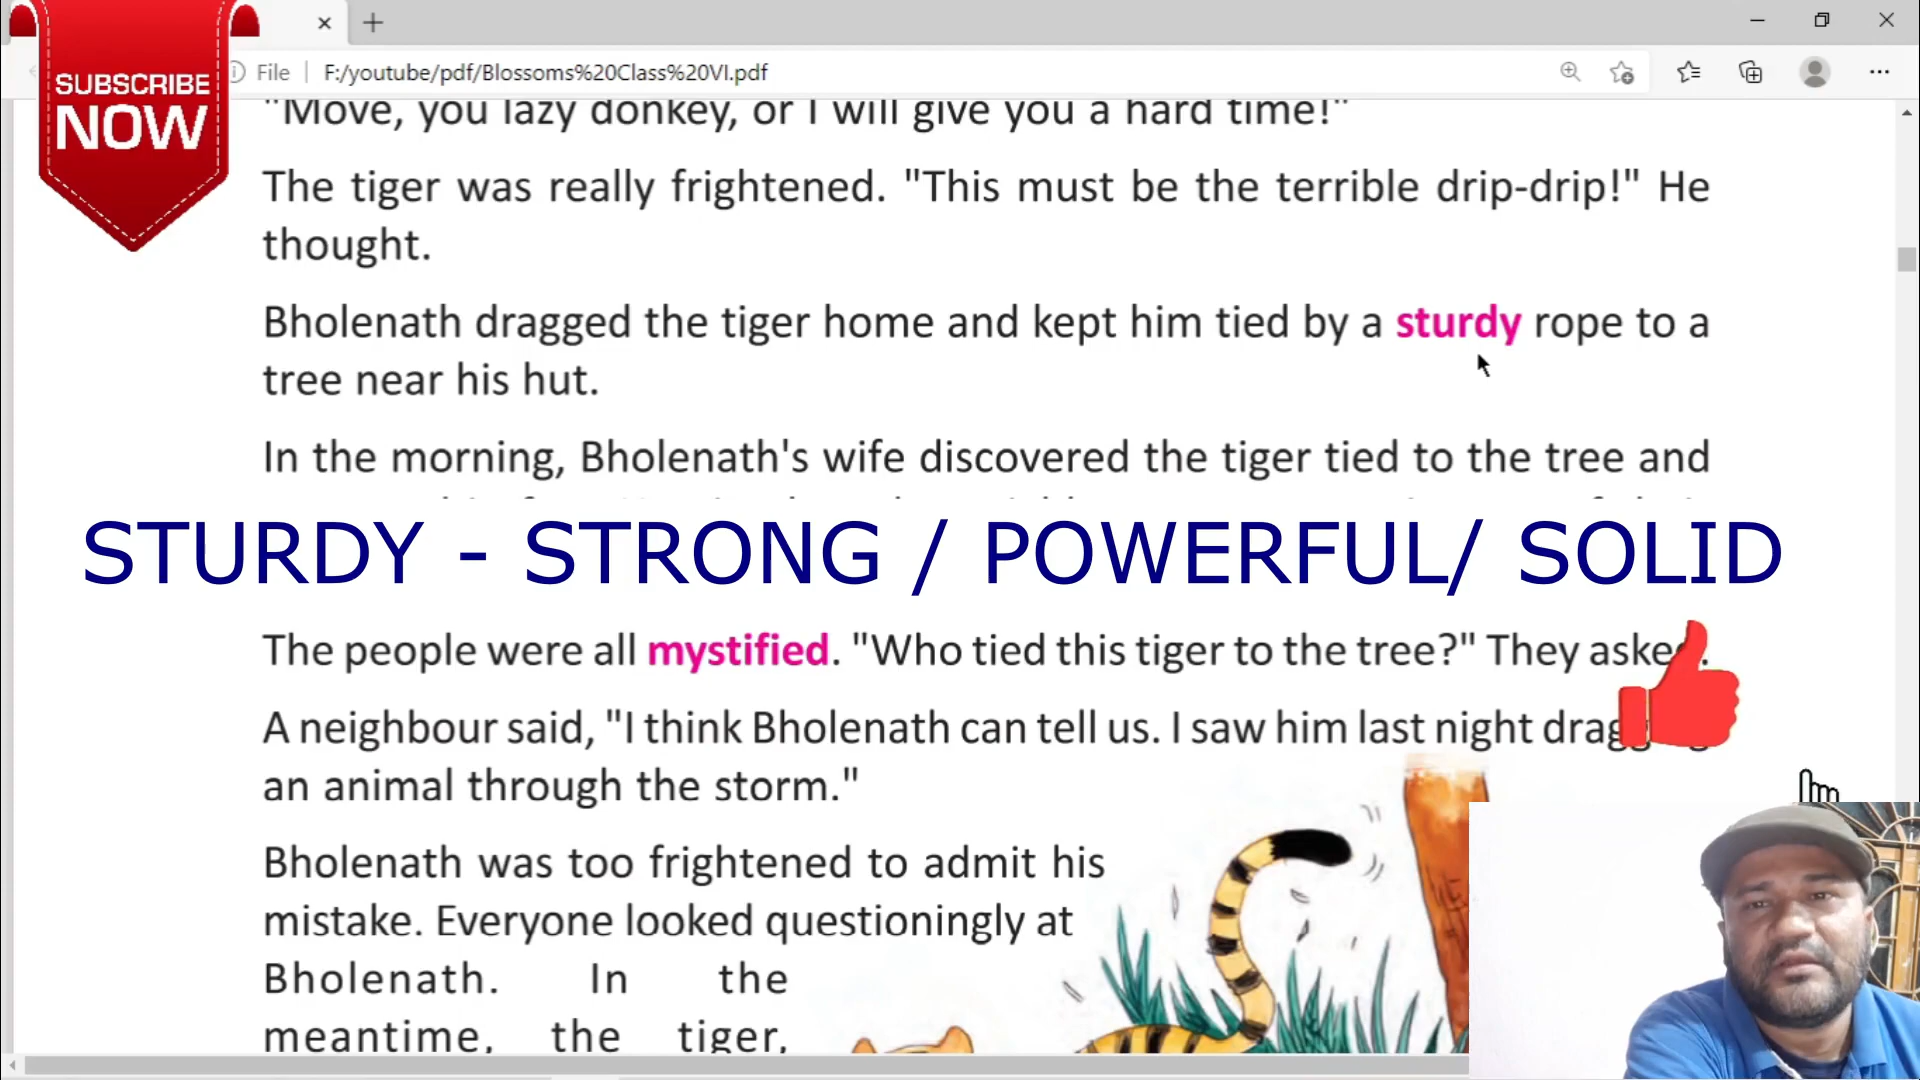 SUBSCRIBE
NOW
File
F:/youtube/pdf/Blossoms%20Class%20VI.pdf
"Move, you lazy donkey, or I will give you a hard time!"
The tiger was really frightened. "This must be the terrible drip-drip!" He
thought.
Bholenath dragged the tiger home and kept him tied by a sturdy rope to a
tree near his hut.
In the morning, Bholenath's wife discovered the tiger tied to the tree and
STURDY - STRONG / POWERFUL/ SOLID
The people were all mystified. "Who tied this tiger to the tree?" They asked.
A neighbour said, "I think Bholenath can tell us. I saw him last night dragging
an animal through the storm."
Bholenath was too frightened to admit his
mistake. Everyone looked questioningly at
Bholenath. In the
meantime, the tiger,